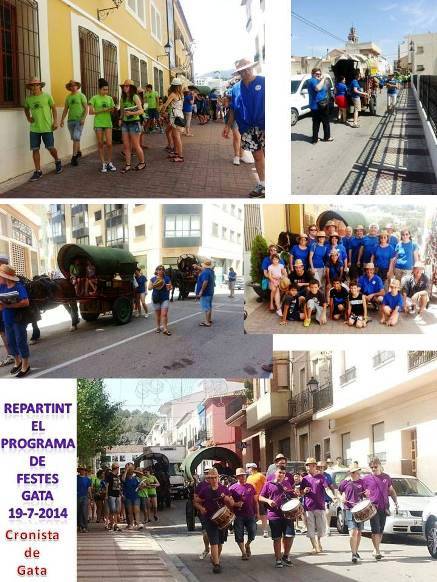 REPARTINT
EL
PROGRAMA
DE
FESTES
GATA
19-7-2014
Cronista
de
Gata